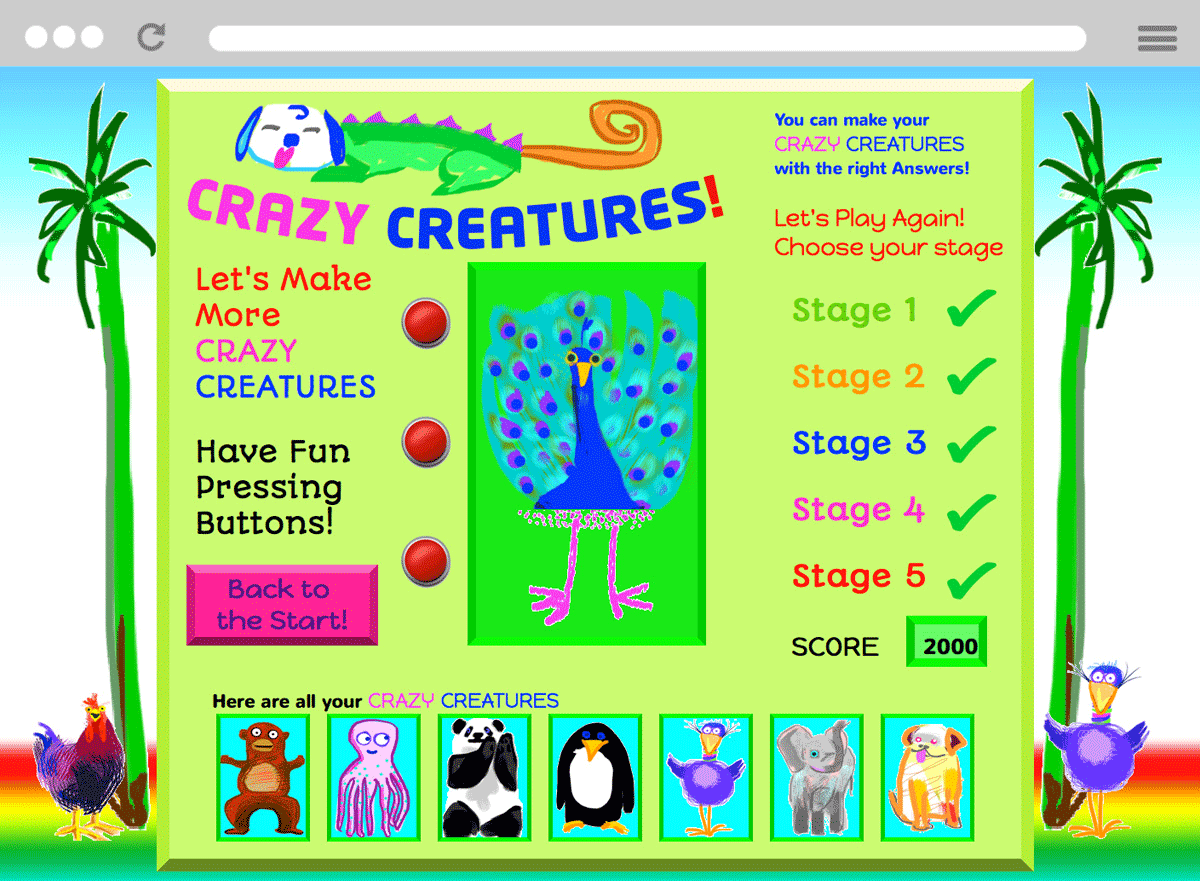 CRAZY CREATURES!
Let's Make
More
CRAZY
CREATURES
Have Fun
Pressing
Buttons!
Back to
the Start!
You can make your
CRAZY CREATURES
with the right Answers!
Let's Play Again!
Choose your stage
Stage 1
Stage 2
Stage 3
Stage 4
Stage 5
SCORE 2000
Here are all your CRAZY CREATURES